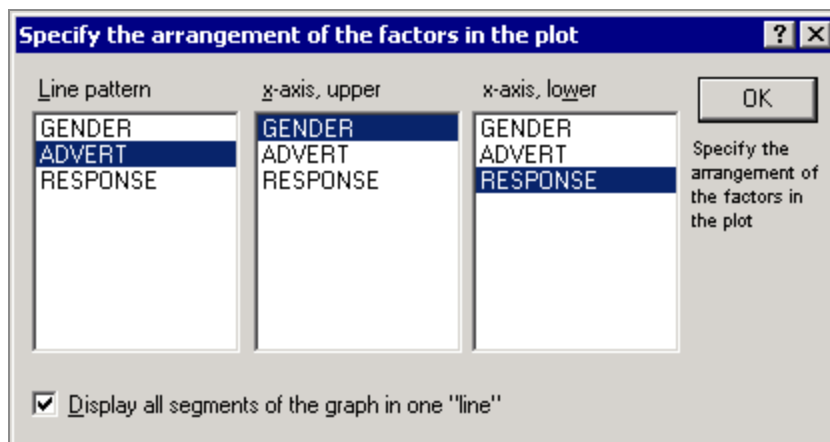 Specify the arrangement of the factors in the plot
Line pattern
GENDER
ADVERT
RESPONSE
x-axis, upper
GENDER
ADVERT
RESPONSE
x-axis, lower
GENDER
ADVERT
RESPONSE
OK
Specify the
arrangement of
the factors in
the plot
Display all segments of the graph in one "line"